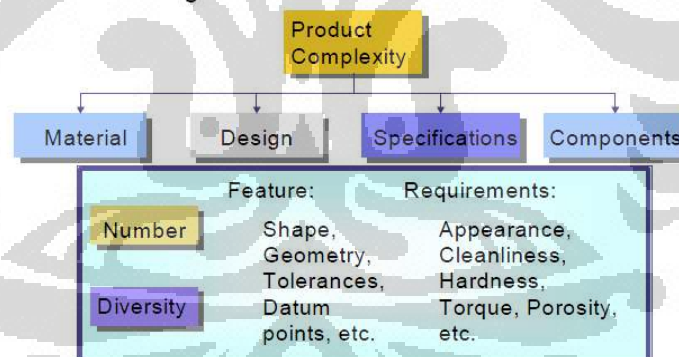 Product
Complexity
Material
Design
Specifications
Components
Feature:
Requirements:
Number
Shape,
Geometry,
Tolerances,
Datum
points, etc.
Appearance,
Cleanliness,
Hardness,
Torque, Porosity,
etc.
Diversity